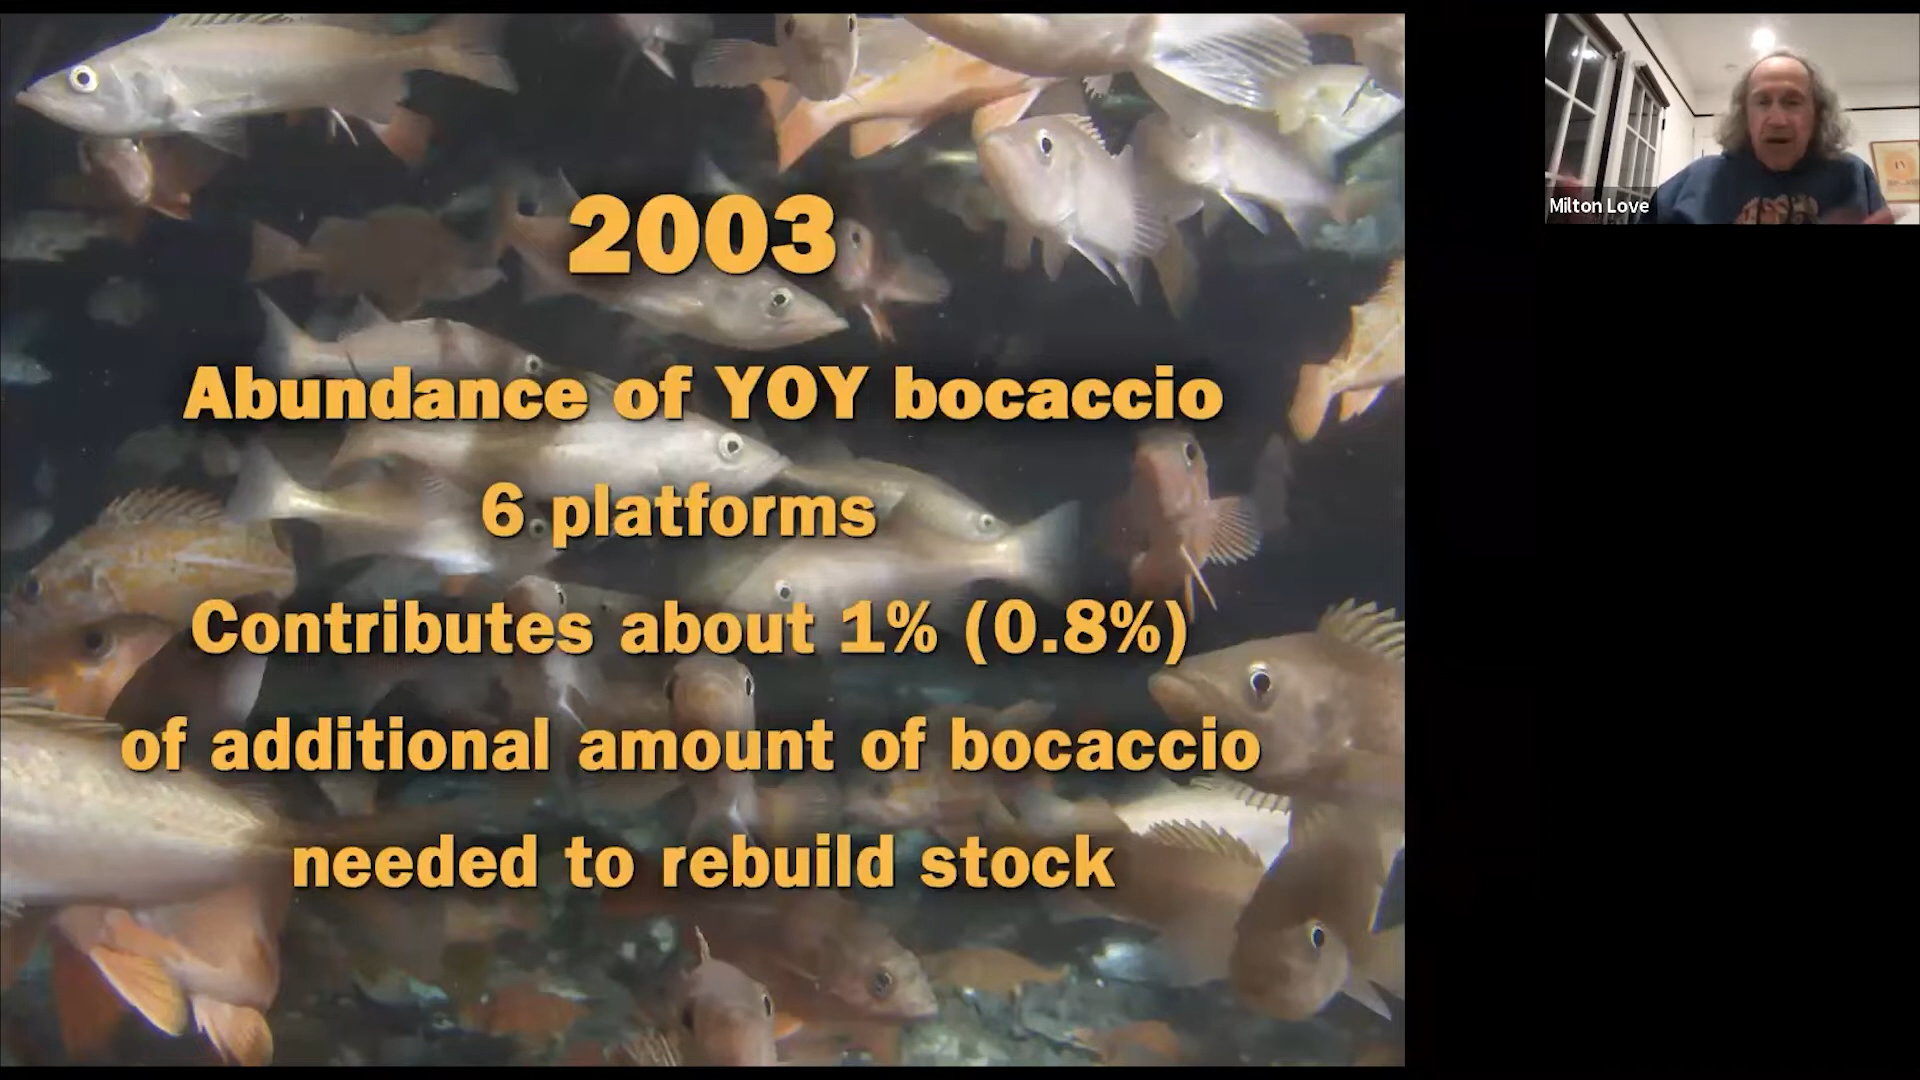 2003
Abundance of YOY bocaccio
6 platforms
Contributes about 1% (0.8%)
of additional amount of bocaccio
needed to rebuild stock
Milton Love